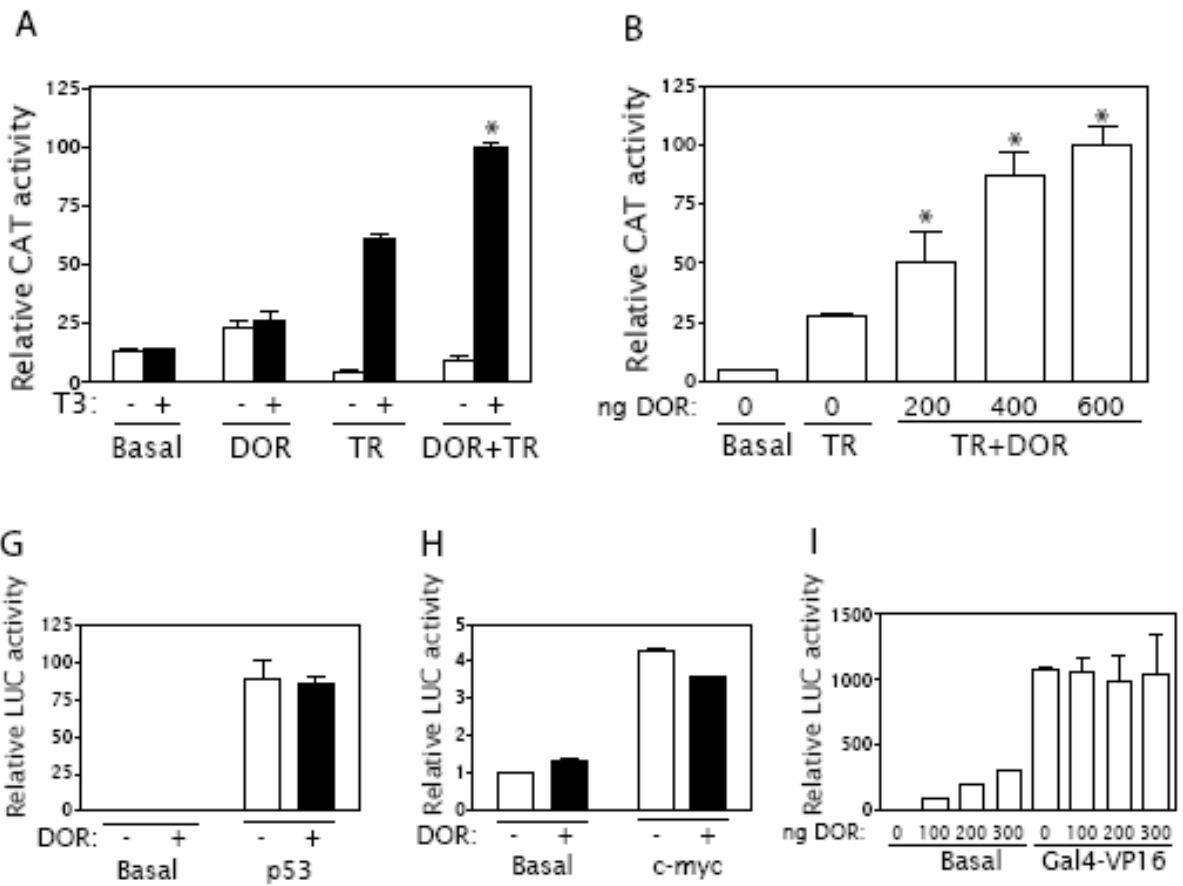 A
Relative CAT activity
125
100
75
50
25
0
*
T3: - + - + - + - +
Basal DOR TR DOR+TR
B
Relative CAT activity
125
100
75
50
25
0
* * *
ng DOR: 0 0 200 400 600
Basal TR TR+DOR
G
Relative LUC activity
125
100
75
50
25
0
DOR: - + - +
Basal p53
H
Relative LUC activity
5
4
3
2
1
0
DOR: - + - +
Basal c-myc
I
Relative LUC activity
1500
1000
500
0
ng DOR: 0 100 200 300 0 100 200 300
Basal Gal4-VP16